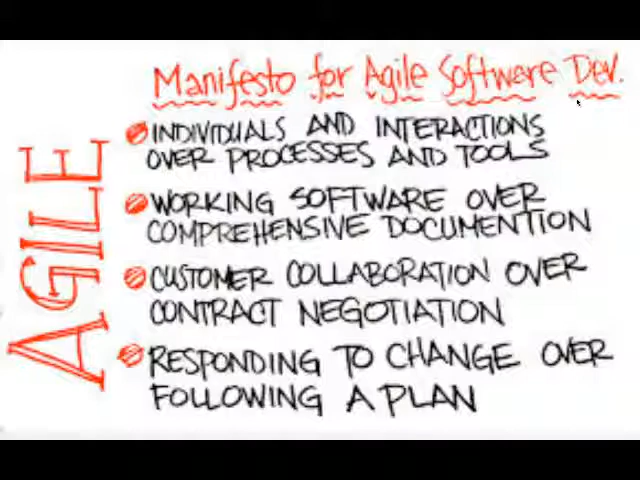 Manifesto for Agile Software Dev.
AGILE
INDIVIDUALS AND INTERACTIONS
OVER PROCESSES AND TOOLS
WORKING SOFTWARE OVER
COMPREHENSIVE DOCUMENTION
CUSTOMER COLLABORATION OVER
CONTRACT NEGOTIATION
RESPONDING TO CHANGE OVER
FOLLOWING A PLAN